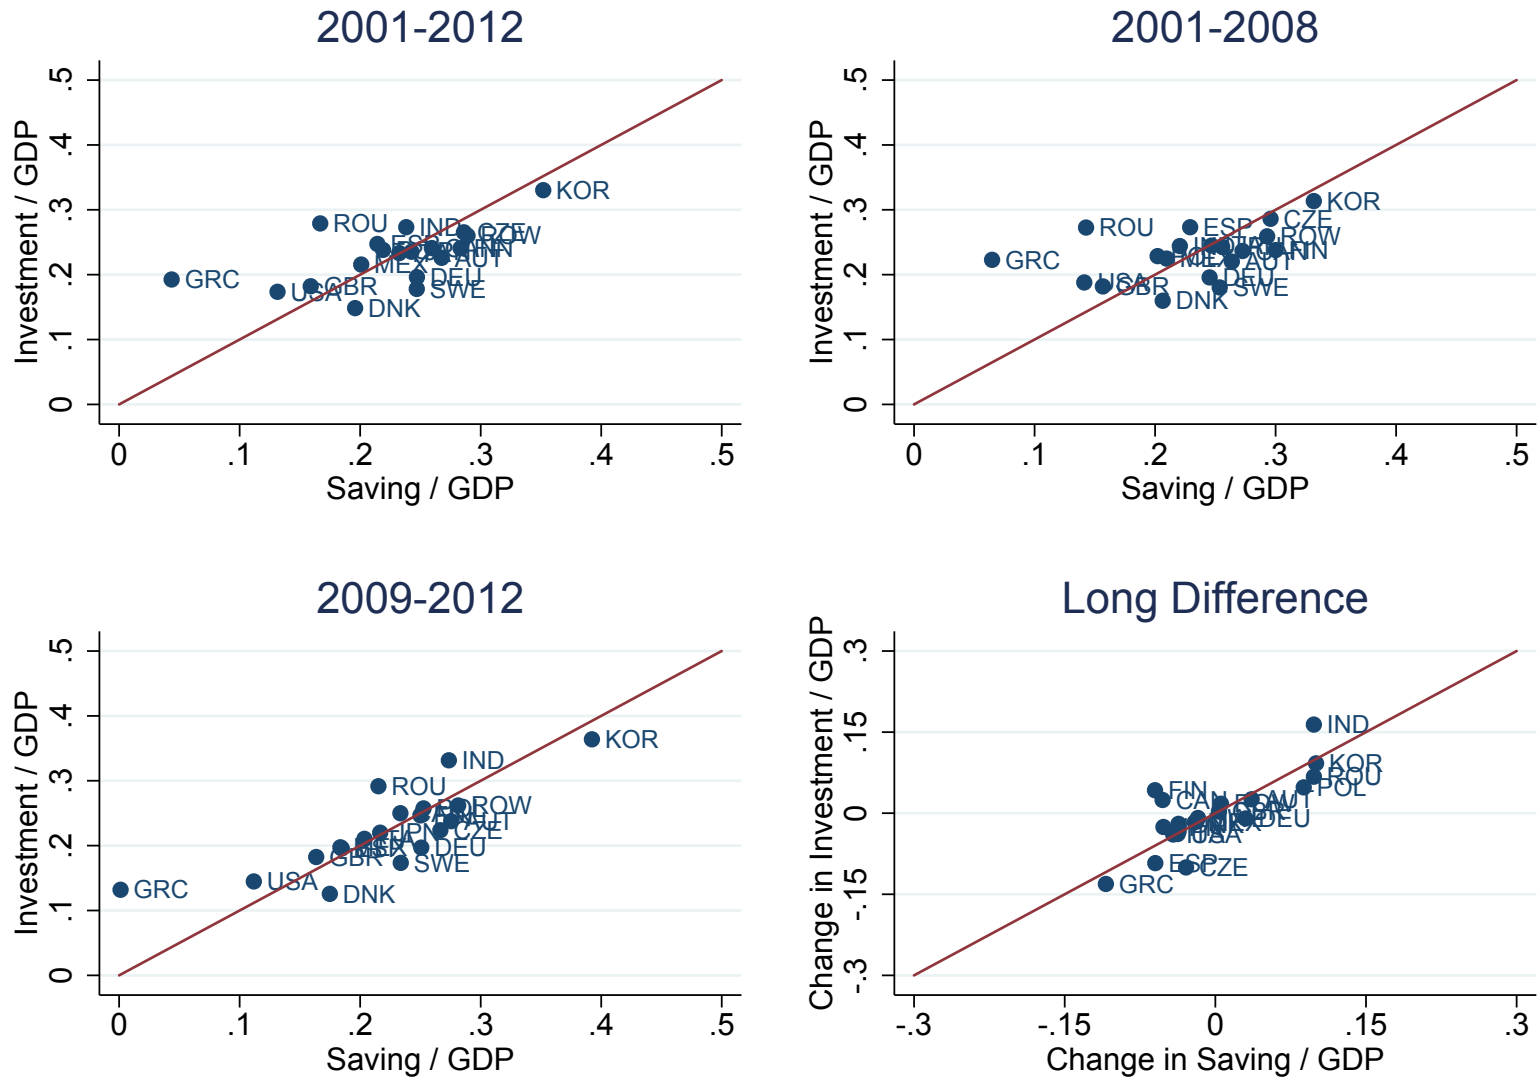 2001-2012
Investment / GDP
.5
.4
.3
.2
.1
0
KOR
ROU
IND
CZE
ROW
ESP
FIN
AUT
MEX
DEU
GRC
GBR
USA
SWE
DNK
0 .1 .2 .3 .4 .5
Saving / GDP
2001-2008
Investment / GDP
.5
.4
.3
.2
.1
0
KOR
CZE
ROU
ESP
ROW
FIN
GRC
MEX
AUT
USA
DEU
GBR
SWE
DNK
0 .1 .2 .3 .4 .5
Saving / GDP
2009-2012
Investment / GDP
.5
.4
.3
.2
.1
0
KOR
IND
ROU
ROW
AUT
CZE
GBR
DEU
SWE
GRC
USA
DNK
0 .1 .2 .3 .4 .5
Saving / GDP
Long Difference
Change in Investment / GDP
.3
.15
0
-.15
-.3
IND
KOR
ROU
POL
FIN
CAN
AUT
DEU
USA
ESP
CZE
GRC
-.3 -.15 0 .15 .3
Change in Saving / GDP